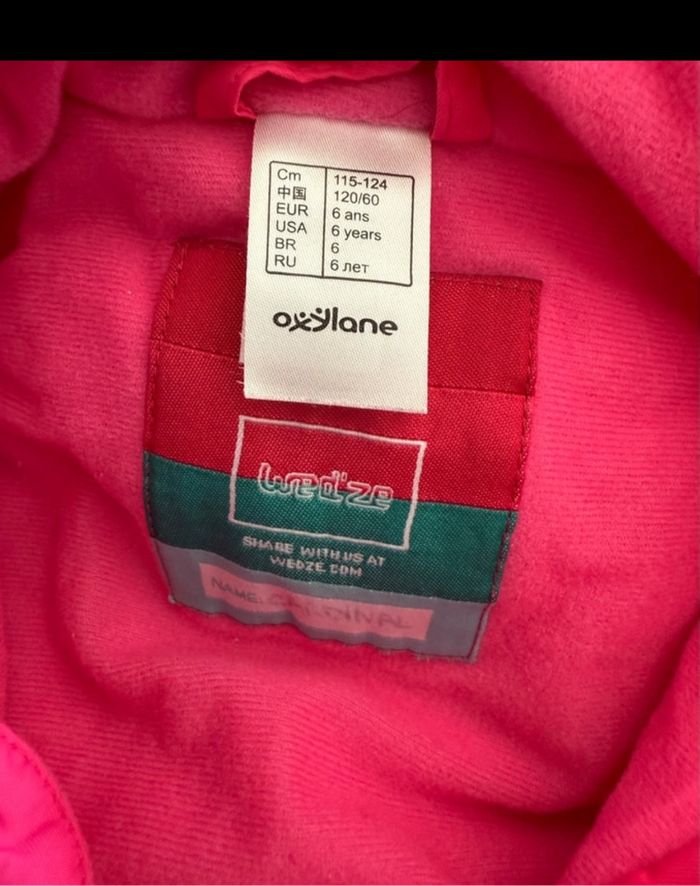 Cm 115-124
中国 120/60
EUR 6 ans
USA 6 years
BR 6
RU 6 лет
oxylane
wed'ze
SHARE WITH US AT
WEDZE.COM
NAME: